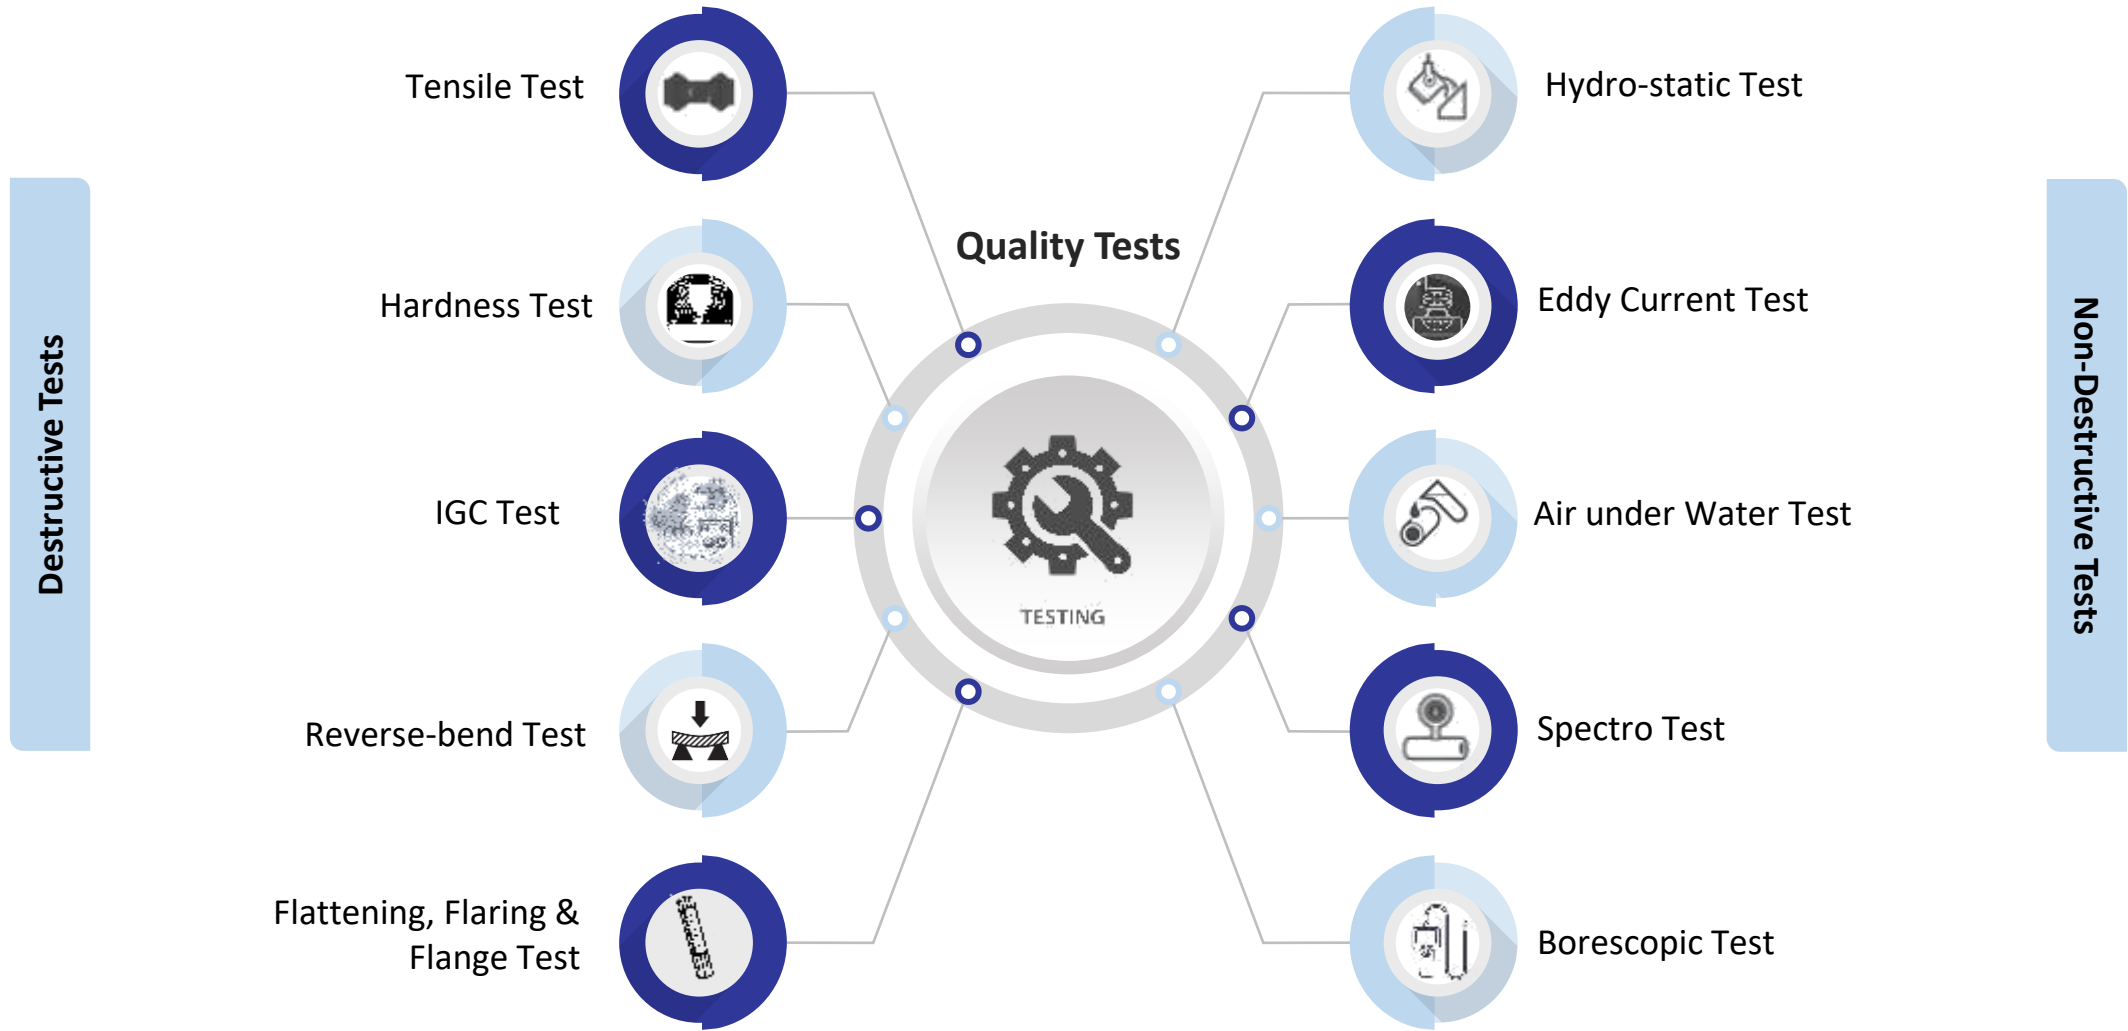 Quality Tests
Destructive Tests
Tensile Test
Hardness Test
IGC Test
Reverse-bend Test
Flattening, Flaring &
Flange Test
TESTING
Hydro-static Test
Eddy Current Test
Air under Water Test
Spectro Test
Borescopic Test
Non-Destructive Tests